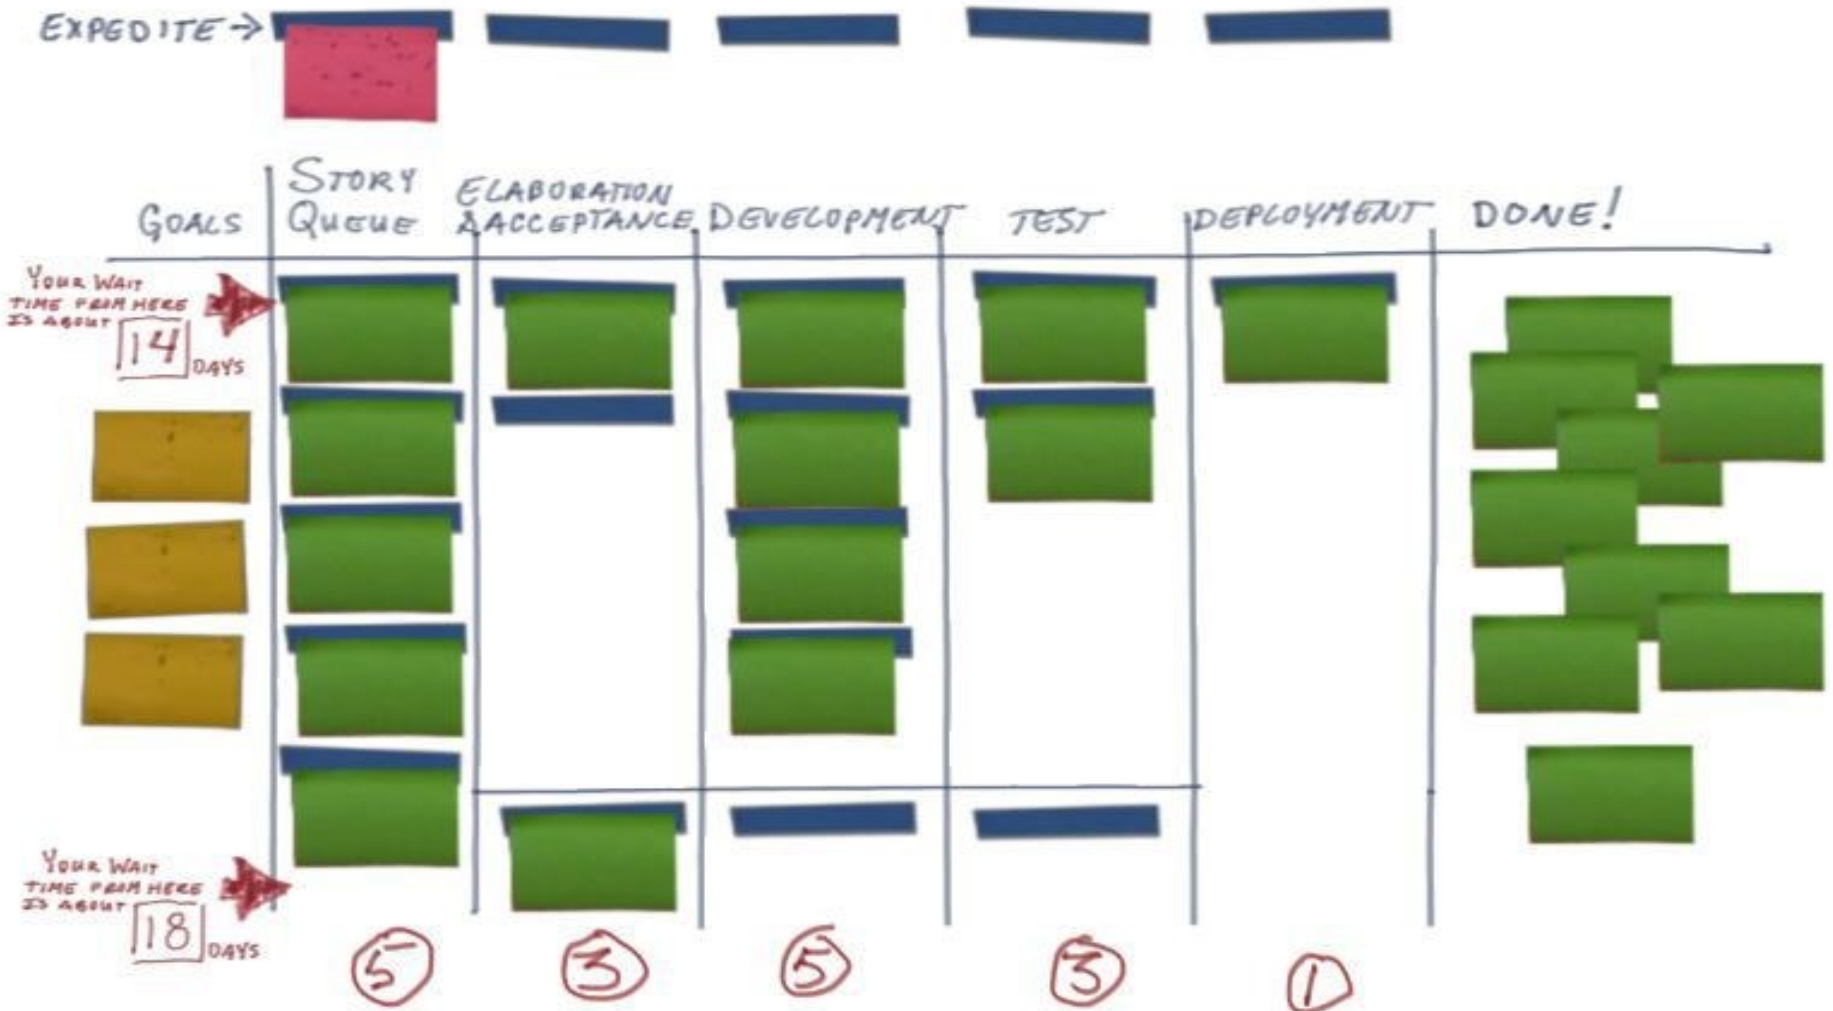 EXPEDITE →
STORY
QUEUE
ELABORATION
& ACCEPTANCE
GOALS
DEVELOPMENT
TEST
DEPLOYMENT
DONE!
YOUR WAIT
TIME FROM HERE
IS ABOUT
14
DAYS
YOUR WAIT
TIME FROM HERE
IS ABOUT
18
DAYS
5
3
5
3
1